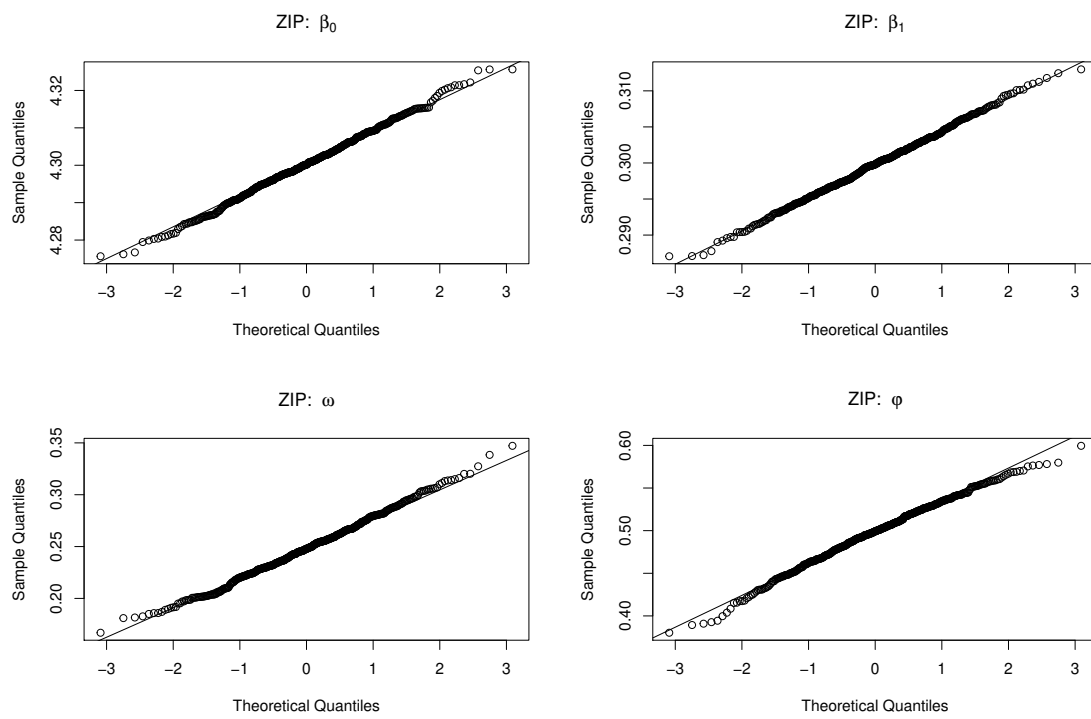 ZIP: β0
Sample Quantiles
4.28 4.30 4.32
−3 −2 −1 0 1 2 3
Theoretical Quantiles
ZIP: β1
Sample Quantiles
0.290 0.300 0.310
−3 −2 −1 0 1 2 3
Theoretical Quantiles
ZIP: ω
Sample Quantiles
0.20 0.25 0.30 0.35
−3 −2 −1 0 1 2 3
Theoretical Quantiles
ZIP: φ
Sample Quantiles
0.40 0.50 0.60
−3 −2 −1 0 1 2 3
Theoretical Quantiles